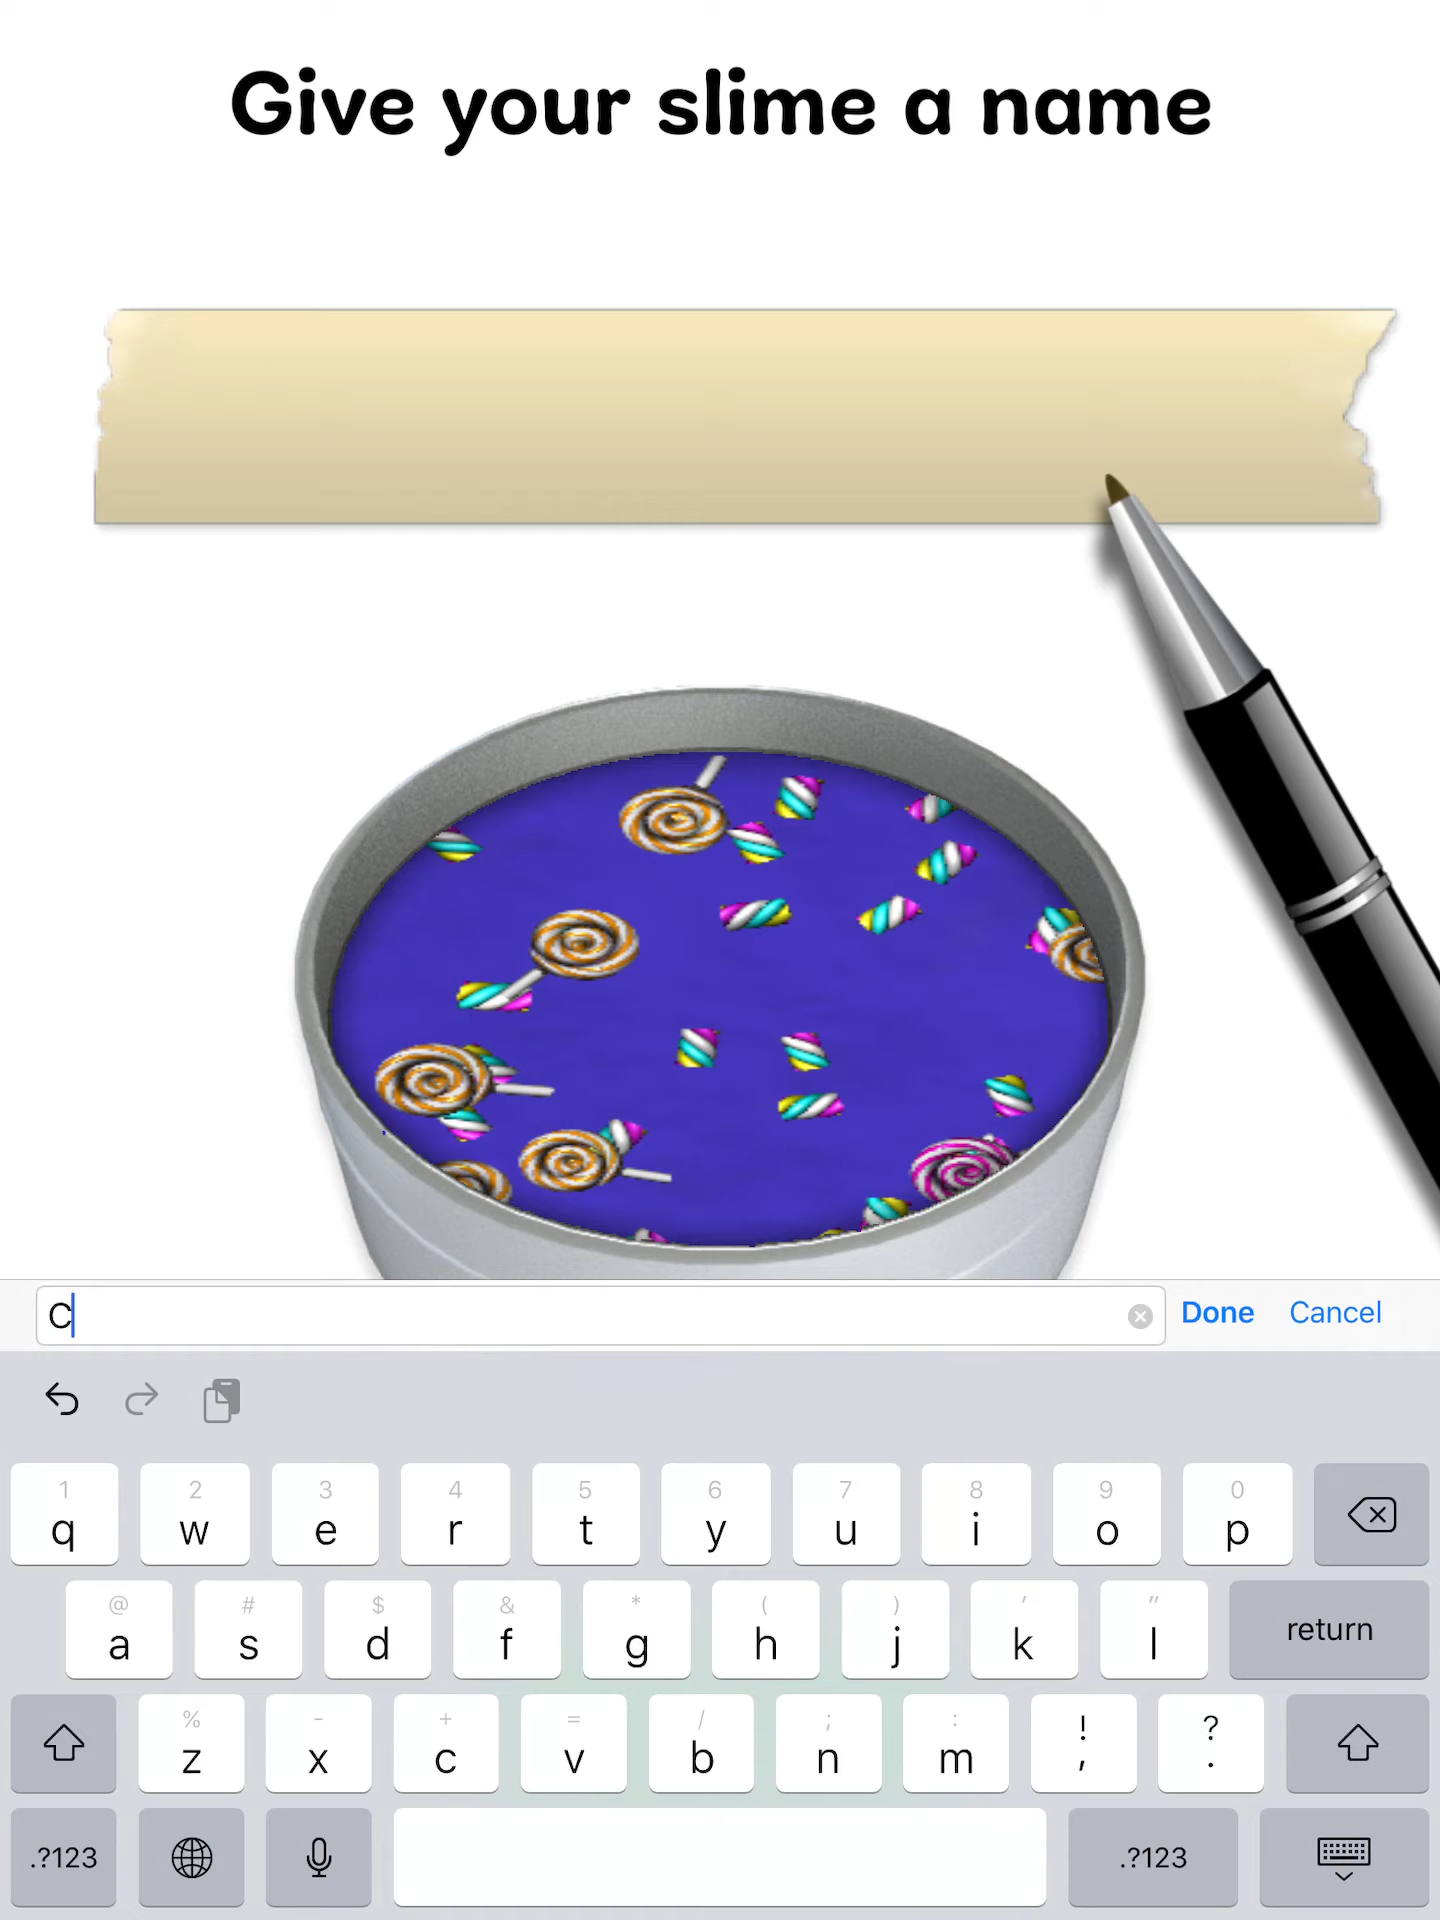 Give your slime a name
C
Done Cancel
1 2 3 4 5 6 7 8 9 0
q w e r t y u i o p
@ # $ & * ( ) ' "
a s d f g h j k l return
% - + = / ; : ! ?
z x c v b n m , .
.?123 .?123